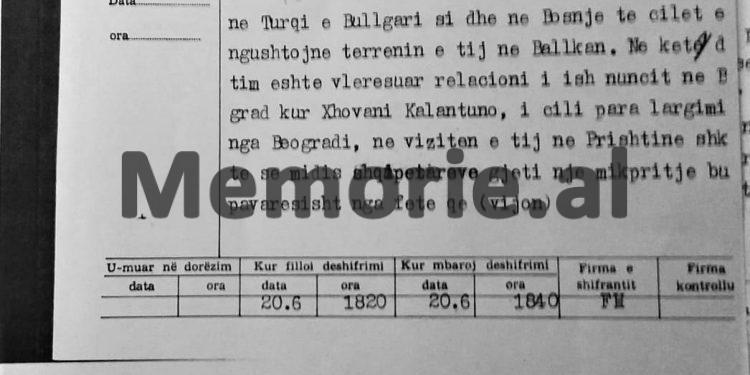 Data
ne Turqi e Bullgari si dhe ne Bosnje te cilet e
ora
ngushtojne terrenin e tij ne Ballkan. Ne kete d
tim eshte vleresuar relacioni i ish nuncit ne B
grad kur Xhovani Kalantuno, i cili para largimi
nga Beogradi, ne viziten e tij ne Prishtine shk
te se midis shqipetareve gjeti nje mikpritje bu
pavaresisht nga fete qe (vijon)
Memorie.al
U-muar në dorëzim Kur filloi deshifrimi Kur mbaroj deshifrimi Firma e shifrantit Firma kontrollu
data ora data ora data ora
20.6 1820 20.6 1840 FM